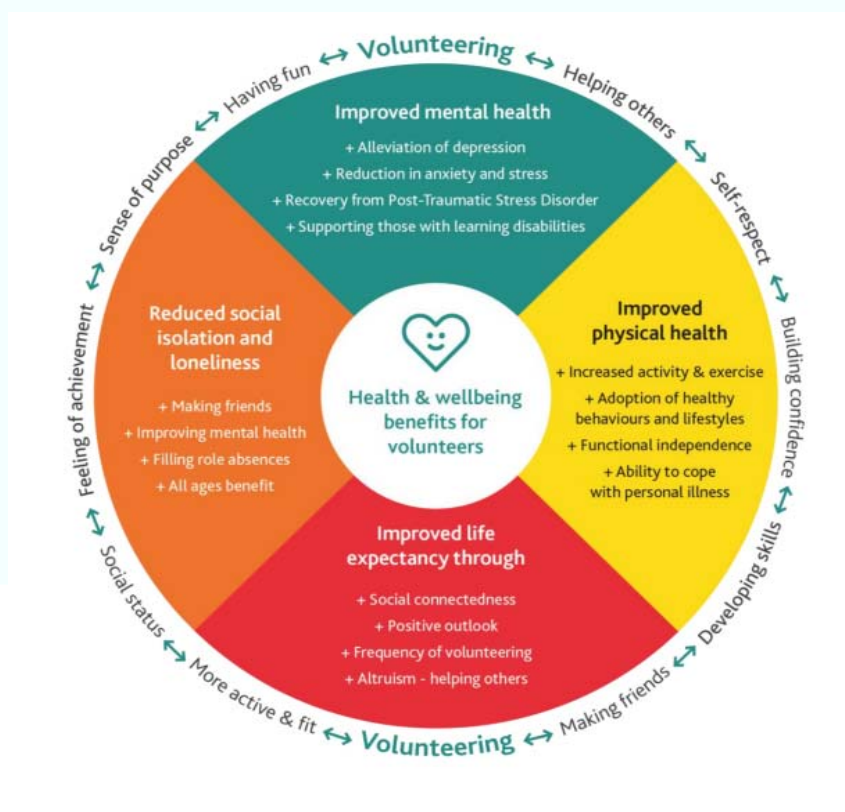 Volunteering
Helping others
Self-respect
Building confidence
Developing skills
Making friends
Volunteering
More active & fit
Social status
Feeling of achievement
Sense of purpose
Having fun
Improved mental health
+ Alleviation of depression
+ Reduction in anxiety and stress
+ Recovery from Post-Traumatic Stress Disorder
+ Supporting those with learning disabilities
Improved
physical health
+ Increased activity & exercise
+ Adoption of healthy
behaviours and lifestyles
+ Functional independence
+ Ability to cope
with personal illness
Improved life
expectancy through
+ Social connectedness
+ Positive outlook
+ Frequency of volunteering
+ Altruism - helping others
Reduced social
isolation and
loneliness
+ Making friends
+ Improving mental health
+ Filling role absences
+ All ages benefit
Health & wellbeing
benefits for
volunteers